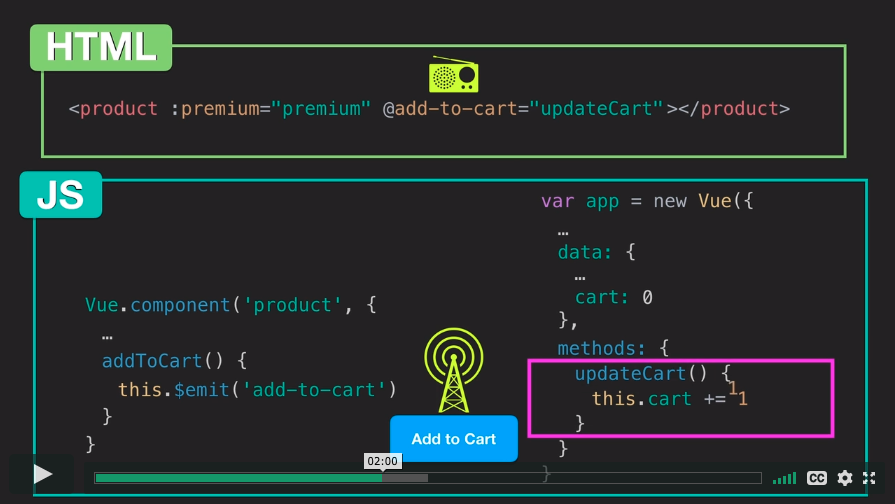 HTML
<product :premium="premium" @add-to-cart="updateCart"></product>
JS
Vue.component('product', {
…
addToCart() {
this.$emit('add-to-cart')
}
}
Add to Cart
var app = new Vue({
…
data: {
…
cart: 0
},
methods: {
updateCart() {
this.cart += 1
1
}
}
}
02:00
CC